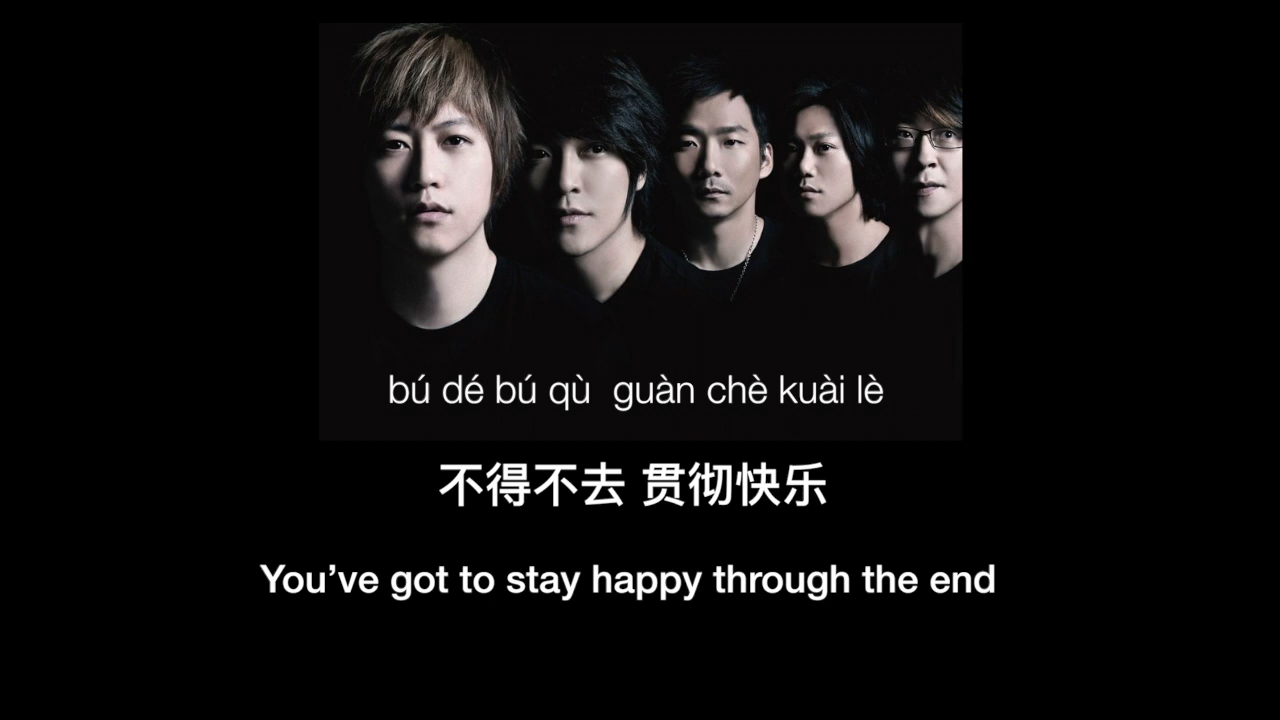 bú dé bú qù  guàn chè kuài lè
不得不去 贯彻快乐
You’ve got to stay happy through the end